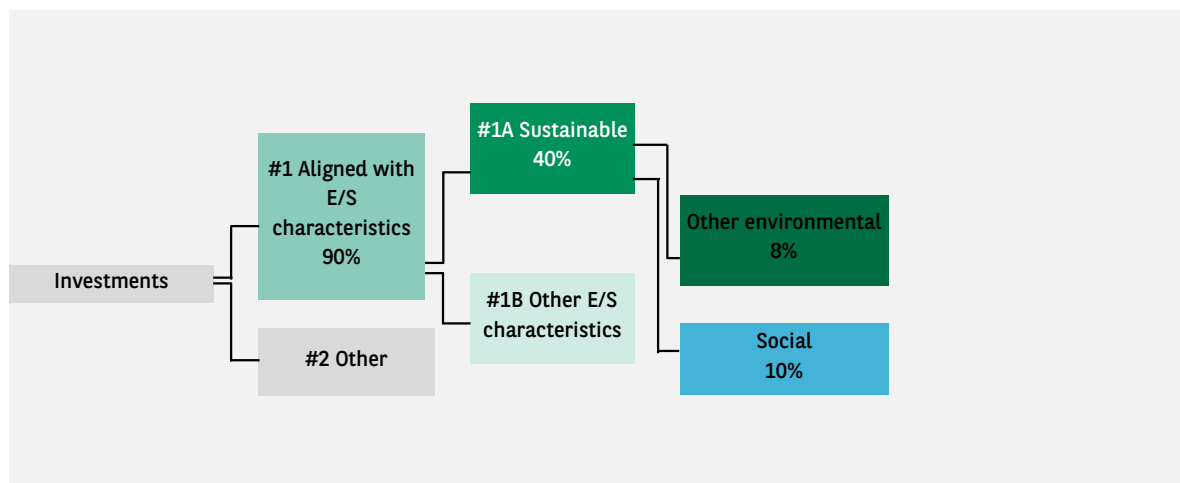 Investments
#1 Aligned with
E/S
characteristics
90%
#2 Other
#1A Sustainable
40%
#1B Other E/S
characteristics
Other environmental
8%
Social
10%